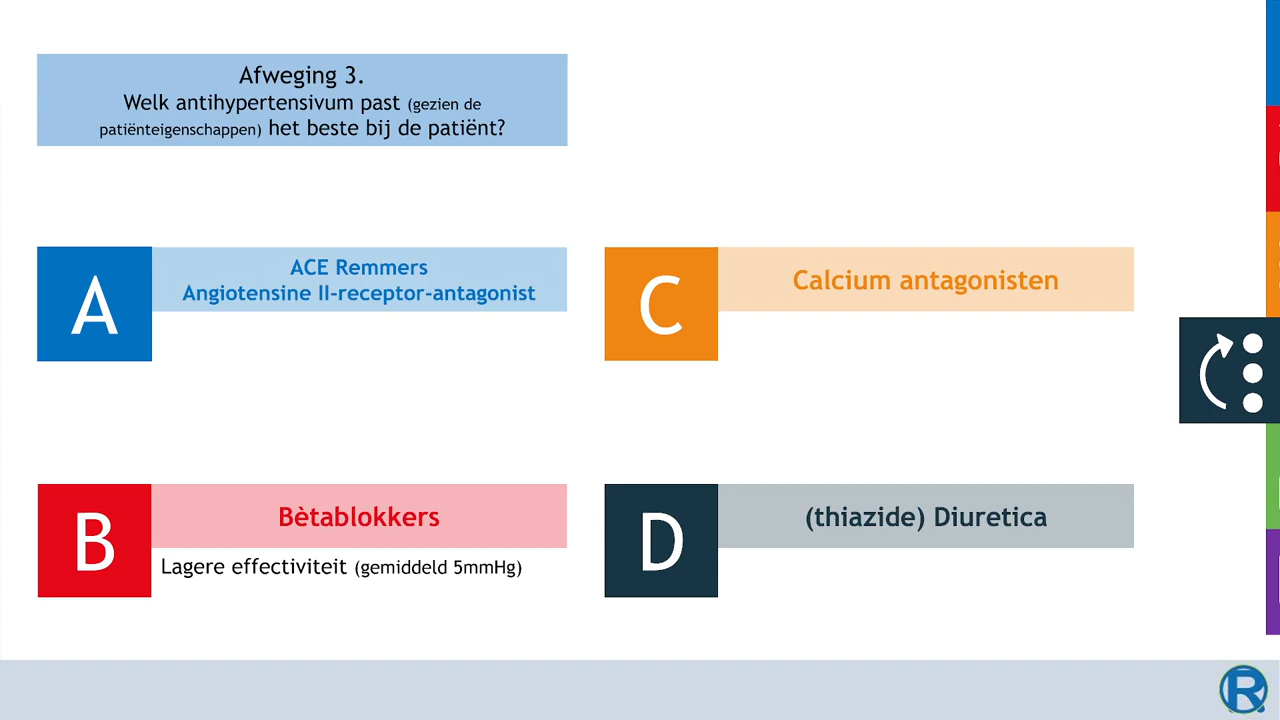 Afweging 3.
Welk antihypertensivum past (gezien de
patiënteigenschappen) het beste bij de patiënt?
A
ACE Remmers
Angiotensine II-receptor-antagonist
C
Calcium antagonisten
B
Bètablokkers
Lagere effectiviteit (gemiddeld 5mmHg)
D
(thiazide) Diuretica
R